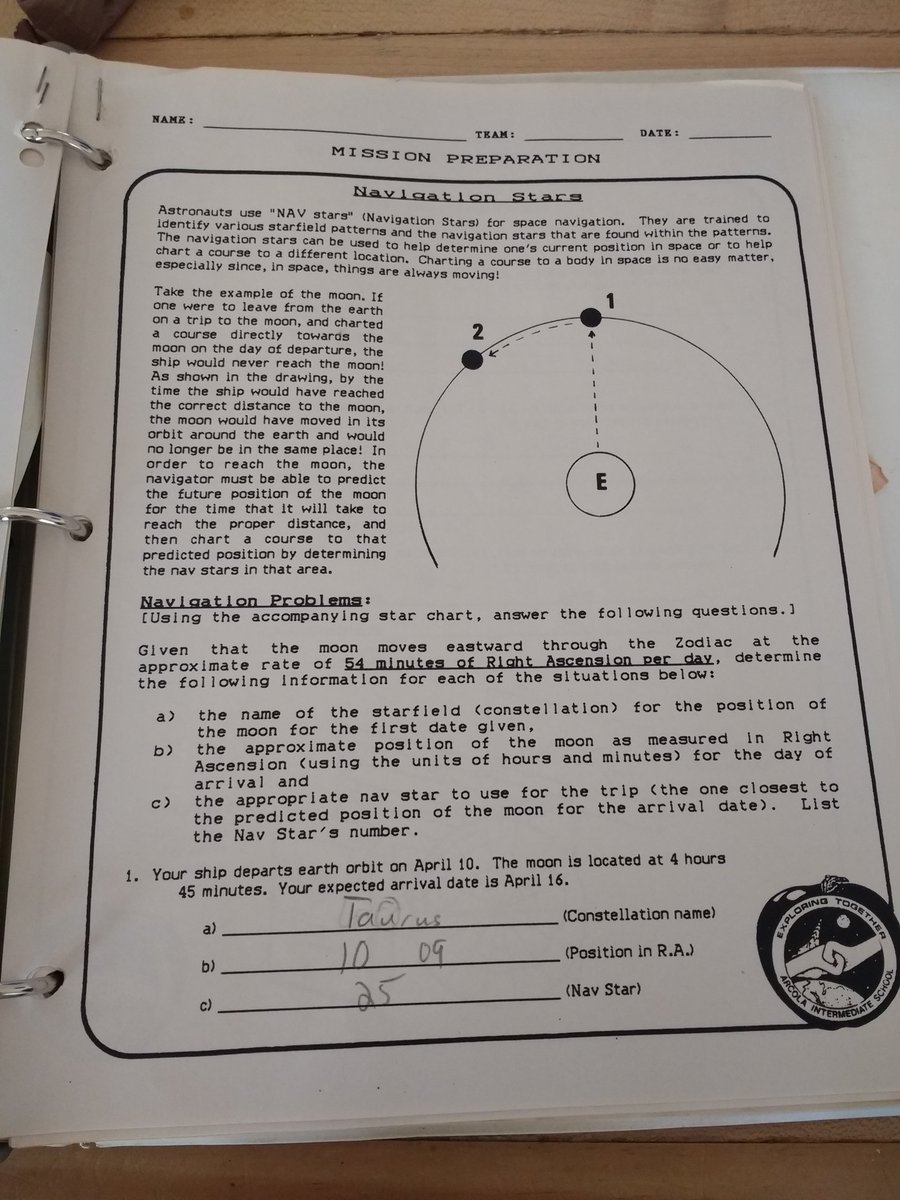 NAME: TEAM: DATE:
MISSION PREPARATION
Navigation Stars
Astronauts use "NAV stars" (Navigation Stars) for space navigation. They are trained to
identify various starfield patterns and the navigation stars that are found within the patterns.
The navigation stars can be used to help determine one's current position in space or to help
chart a course to a different location. Charting a course to a body in space is no easy matter,
especially since, in space, things are always moving!
Take the example of the moon. If
one were to leave from the earth
on a trip to the moon, and charted
a course directly towards the
moon on the day of departure, the
ship would never reach the moon!
As shown in the drawing, by the
time the ship would have reached
the correct distance to the moon,
the moon would have moved in its
orbit around the earth and would
no longer be in the same place! In
order to reach the moon, the
navigator must be able to predict
the future position of the moon
for the time that it will take to
reach the proper distance, and
then chart a course to that
predicted position by determining
the nav stars in that area.
1
2
E
Navigation Problems:
[Using the accompanying star chart, answer the following questions.]
Given that the moon moves eastward through the Zodiac at the
approximate rate of 54 minutes of Right Ascension per day, determine
the following information for each of the situations below:
a) the name of the starfield (constellation) for the position of
the moon for the first date given,
b) the approximate position of the moon as measured in Right
Ascension (using the units of hours and minutes) for the day of
arrival and
c) the appropriate nav star to use for the trip (the one closest to
the predicted position of the moon for the arrival date). List
the Nav Star's number.
1. Your ship departs earth orbit on April 10. The moon is located at 4 hours
45 minutes. Your expected arrival date is April 16.
a) Taurus (Constellation name)
b) 10 09 (Position in R.A.)
c) 25 (Nav Star)
EXPLORING TOGETHER
ARCOLA INTERMEDIATE SCHOOL